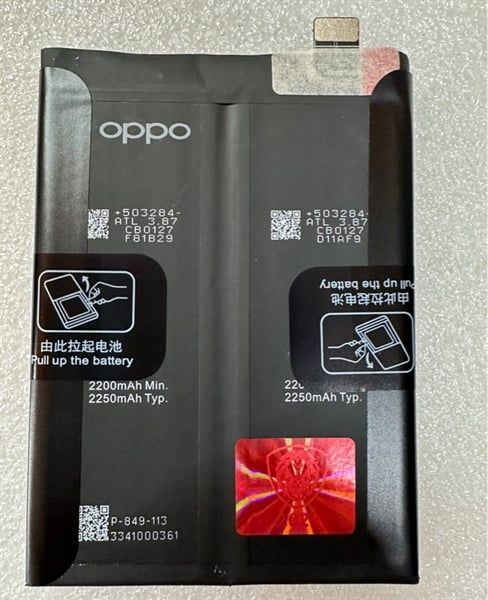 oppo
+503284-
ATL 3.87
CB0127
F81B29
+503284-
ATL 3.87
CB0127
D11AF9
由此拉起电池
Pull up the battery
Pull up the battery
由此拉起电池
2200mAh Min.
2250mAh Typ.
2250mAh Typ.
P-849-113
3341000361